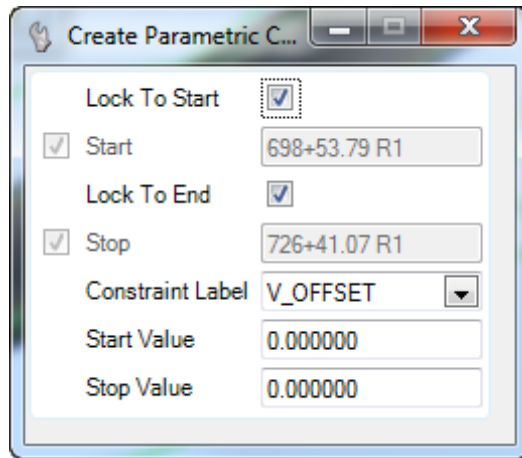 Create Parametric C...
Lock To Start
Start 698+53.79 R1
Lock To End
Stop 726+41.07 R1
Constraint Label V_OFFSET
Start Value 0.000000
Stop Value 0.000000